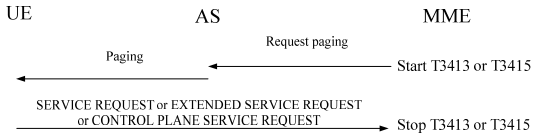 UE AS MME
Request paging
Paging
Start T3413 or T3415
SERVICE REQUEST or EXTENDED SERVICE REQUEST
or CONTROL PLANE SERVICE REQUEST
Stop T3413 or T3415